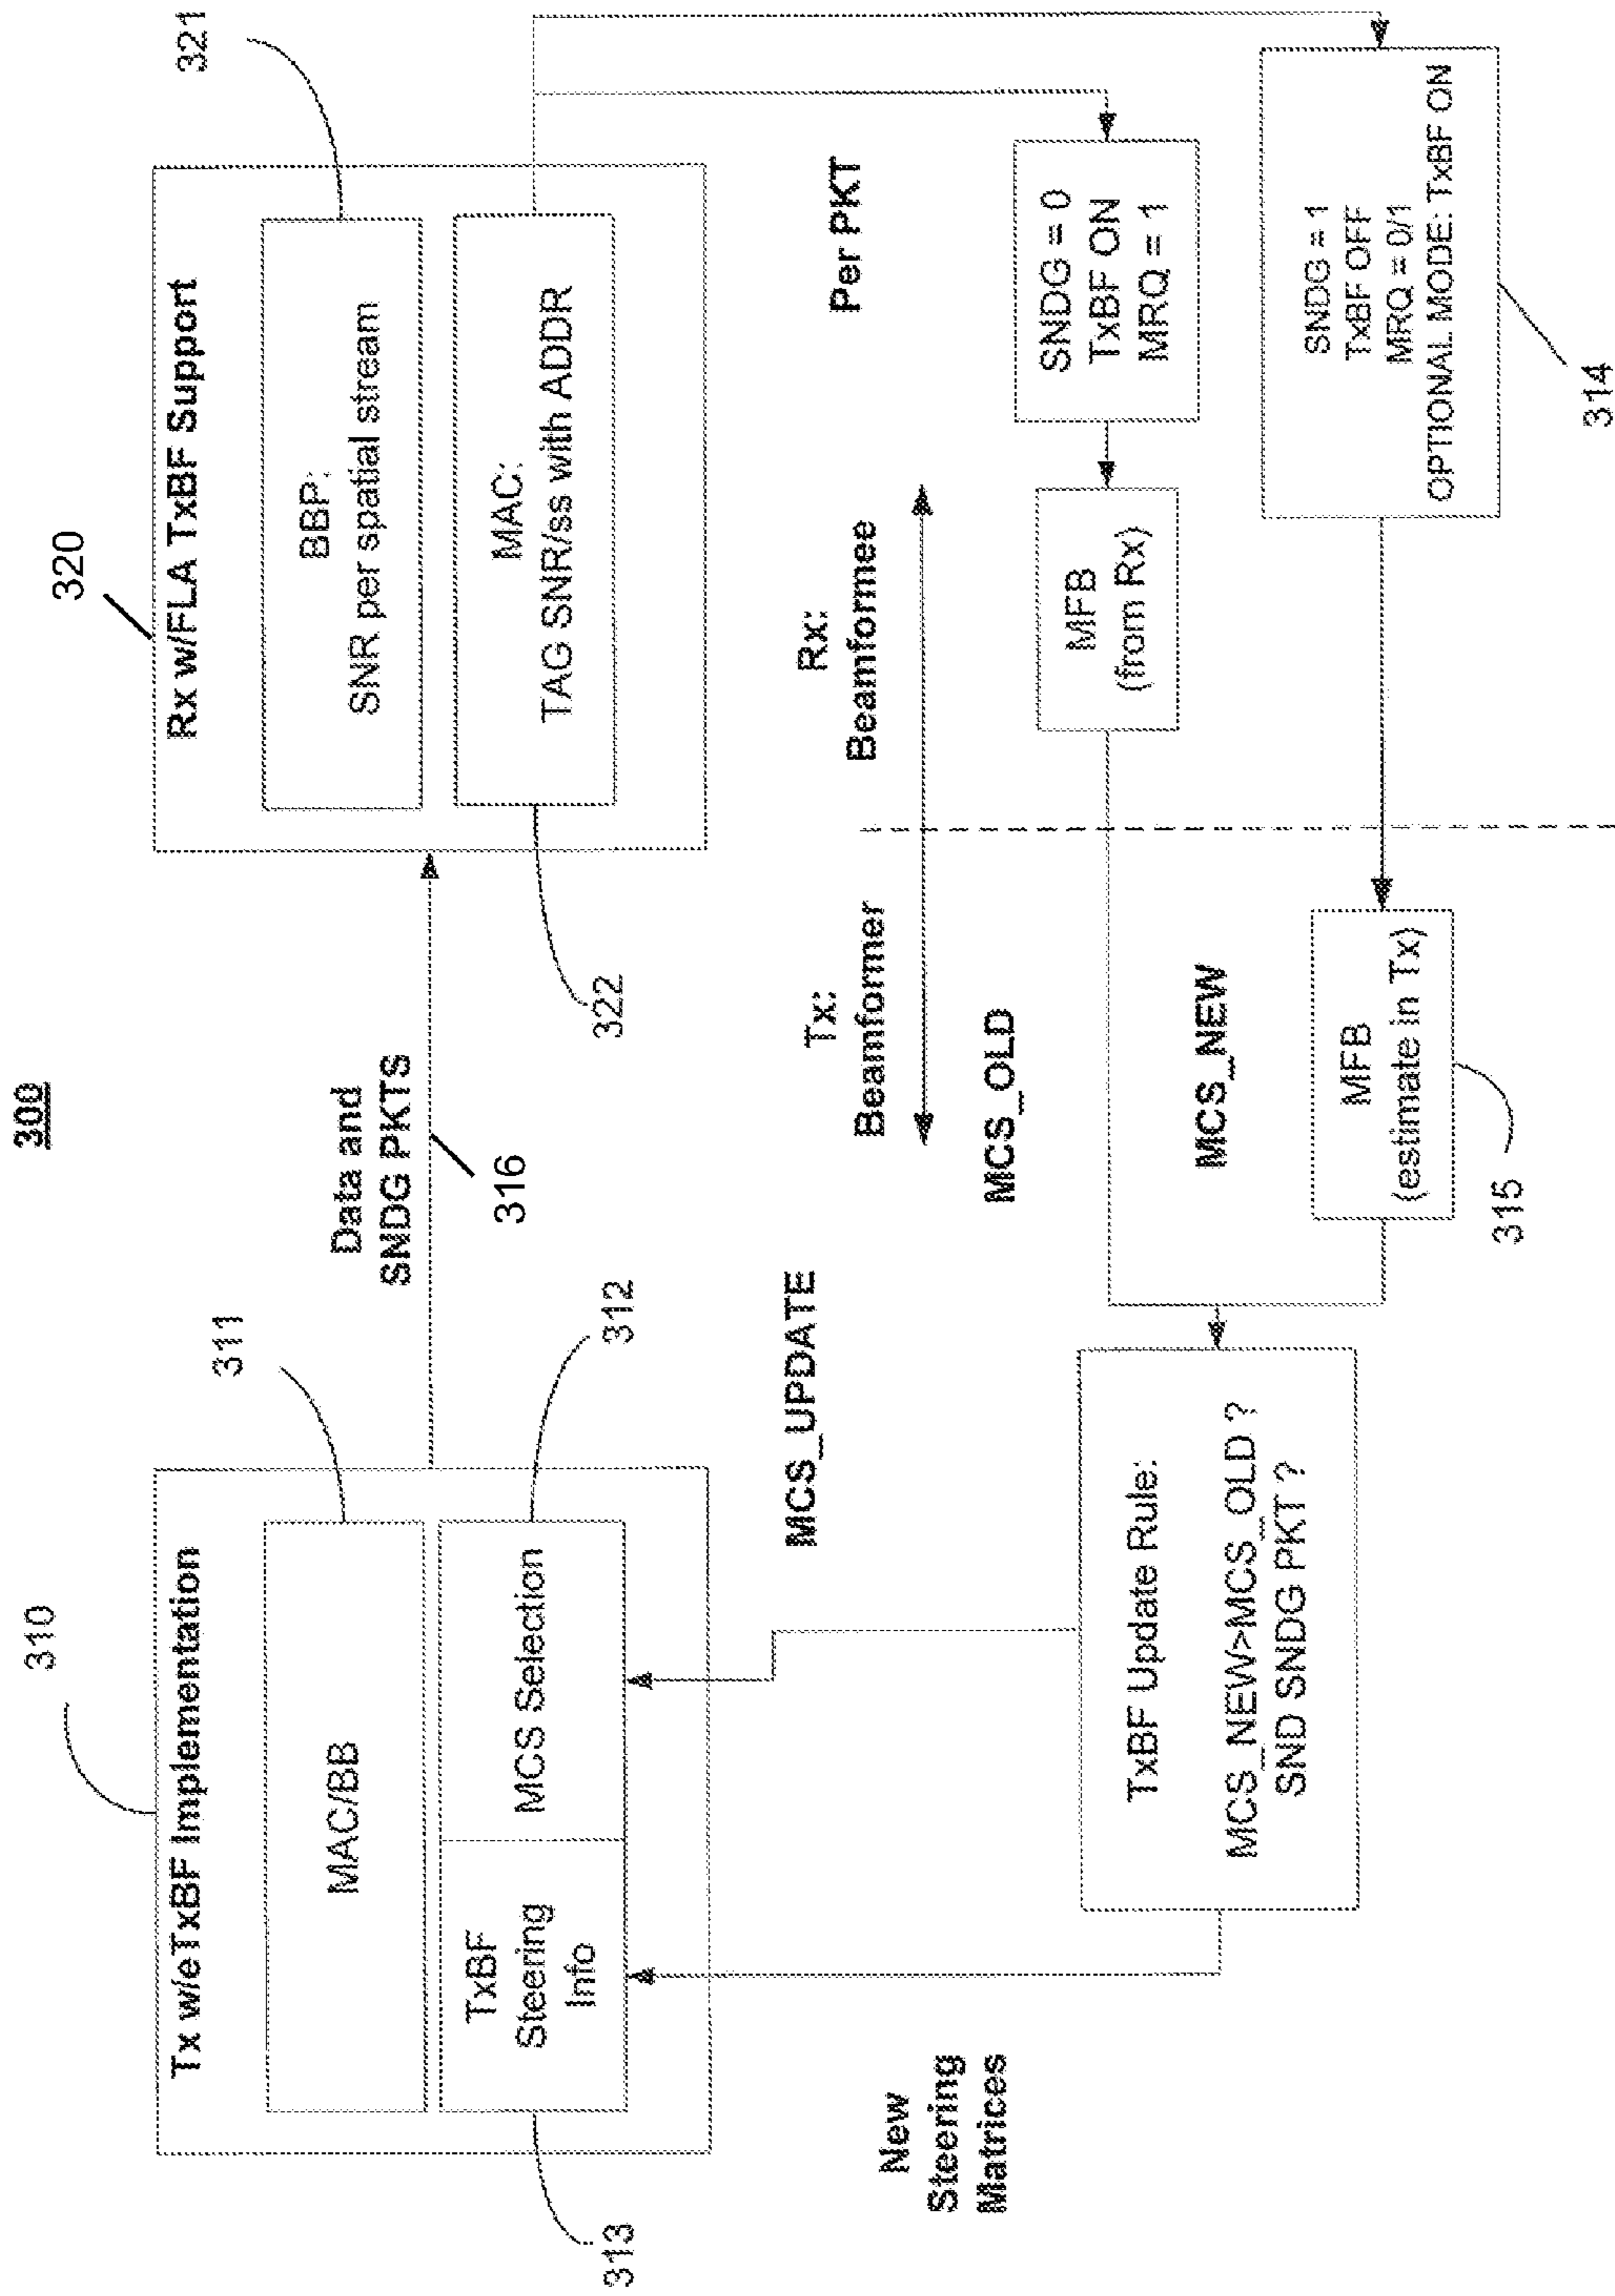 300
310
Tx w/eTxBF Implementation
311
MAC/BB
TxBF
Steering
Info
MCS Selection
312
313
Data and
SNDG PKTS
316
320
Rx w/FLA TxBF Support
321
BBP:
SNR per spatial stream
MAC:
TAG SNR/ss with ADDR
322
New
Steering
Matrices
MCS_UPDATE
Tx:
Beamformer
Rx:
Beamformee
Per PKT
MCS_OLD
MFB
(from Rx)
SNDG = 0
TxBF ON
MRQ = 1
TxBF Update Rule:
MCS_NEW>MCS_OLD ?
SND SNDG PKT ?
MCS_NEW
MFB
(estimate in Tx)
315
SNDG = 1
TxBF OFF
MRQ = 0/1
OPTIONAL MODE: TxBF ON
314